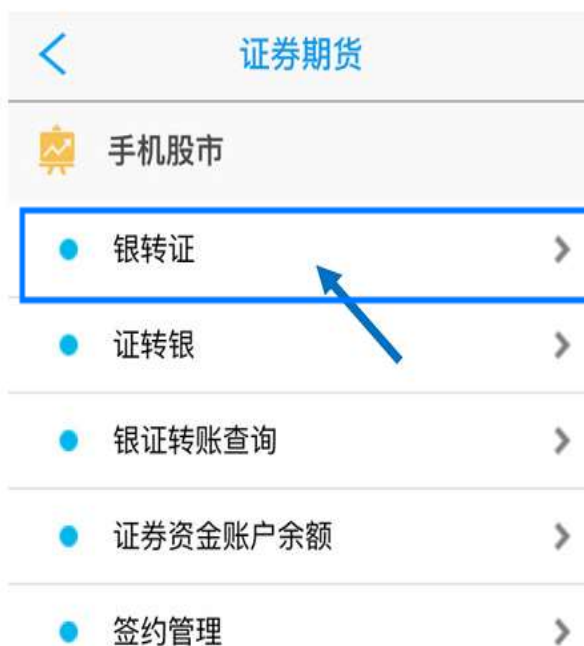 证券期货
手机股市
银转证
证转银
银证转账查询
证券资金账户余额
签约管理